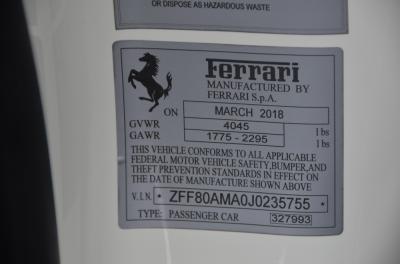 OR DISPOSE AS HAZARDOUS WASTE
Ferrari
MANUFACTURED BY
FERRARI S.p.A.
ON MARCH 2018
GVWR 4045 lbs
GAWR 1775-2295 lbs
THIS VEHICLE CONFORMS TO ALL APPLICABLE
FEDERAL MOTOR VEHICLE SAFETY, BUMPER, AND
THEFT PREVENTION STANDARDS IN EFFECT ON
THE DATE OF MANUFACTURE SHOWN ABOVE
V.I.N. ZFF80AMA0J0235755
TYPE: PASSENGER CAR 327993